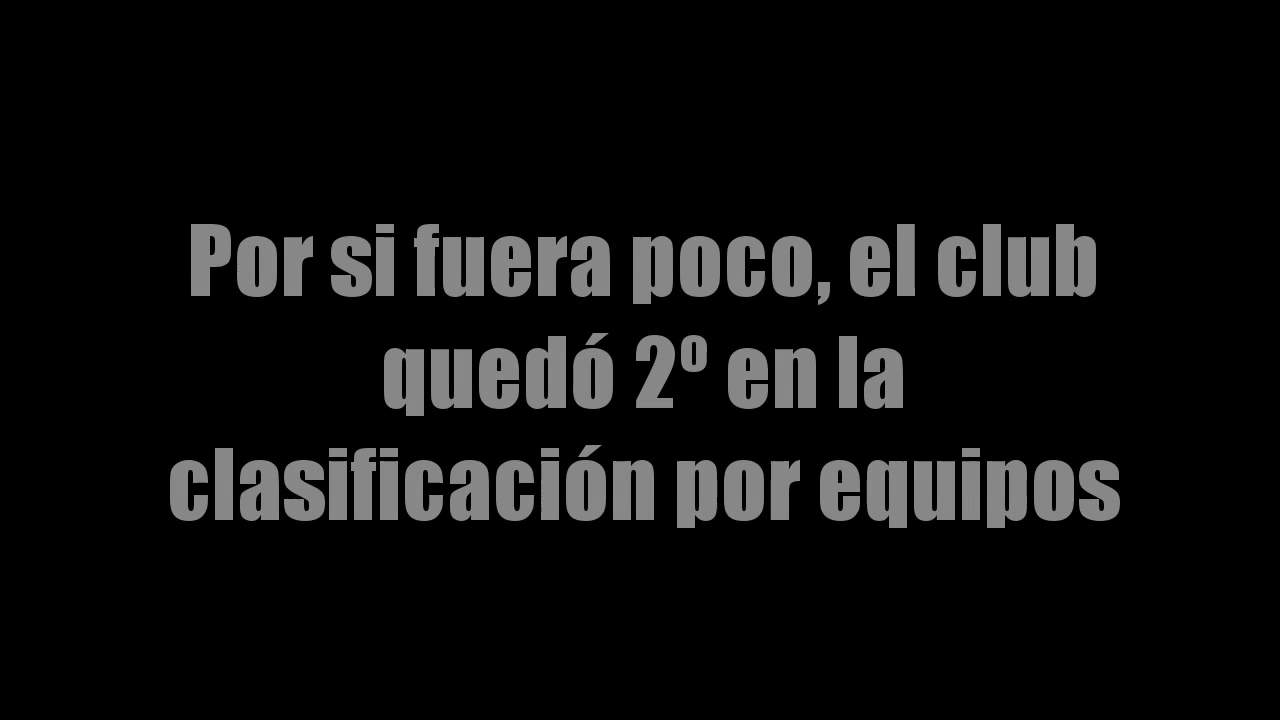 Por si fuera poco, el club
quedó 2º en la
clasificación por equipos